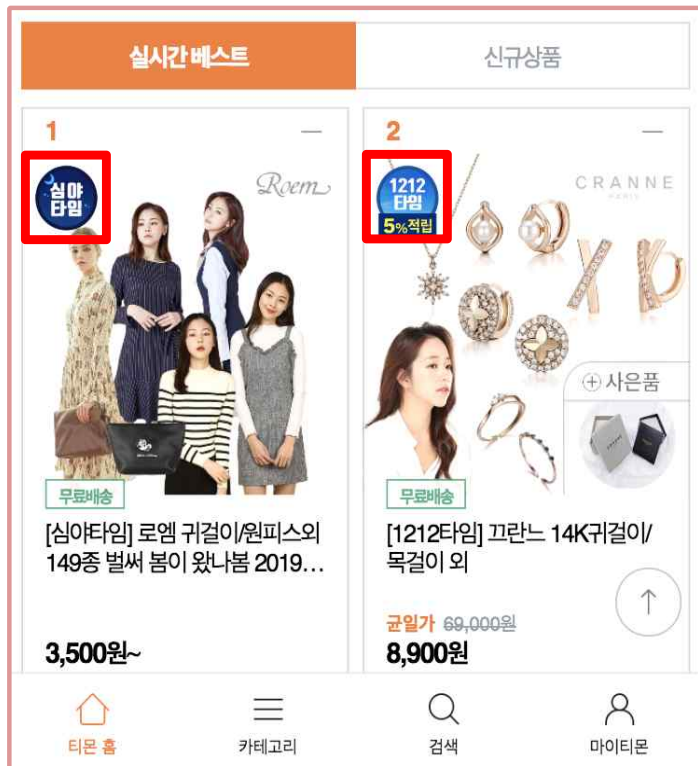 실시간 베스트
신규상품
1
심야
타임
Roem
무료배송
[심야타임] 로엠 귀걸이/원피스외
149종 벌써 봄이 왔나봄 2019...
3,500원~
2
1212
타임
5%적립
CRANNE
PARIS
+ 사은품
무료배송
[1212타임] 끄란느 14K귀걸이/
목걸이 외
균일가 69,000원
8,900원
티몬 홈
카테고리
검색
마이티몬